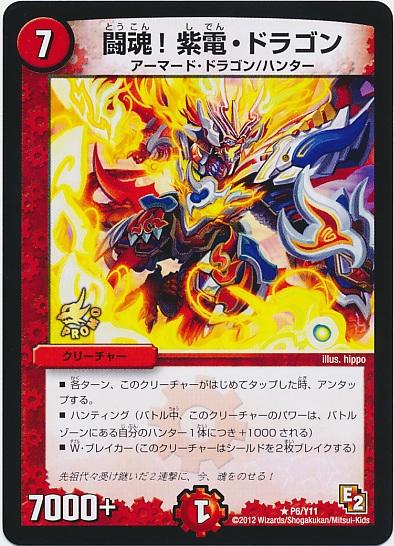 7
とうこん しでん
闘魂！紫電・ドラゴン
アーマード・ドラゴン/ハンター
PROMO
クリーチャー
illus. hippo
■ 各ターン、このクリーチャーがはじめてタップした時、アンタッ
プする。
■ ハンティング（バトル中、このクリーチャーのパワーは、バトル
ゾーンにある自分のハンター1体につき+1000される）
■ W・ブレイカー（このクリーチャーはシールドを2枚ブレイクする）
先祖代々受け継いだ2連撃に、今、魂をのせる！
7000+
1
E2
★ P6/Y11
©2012 Wizards/Shogakukan/Mitsui-Kids